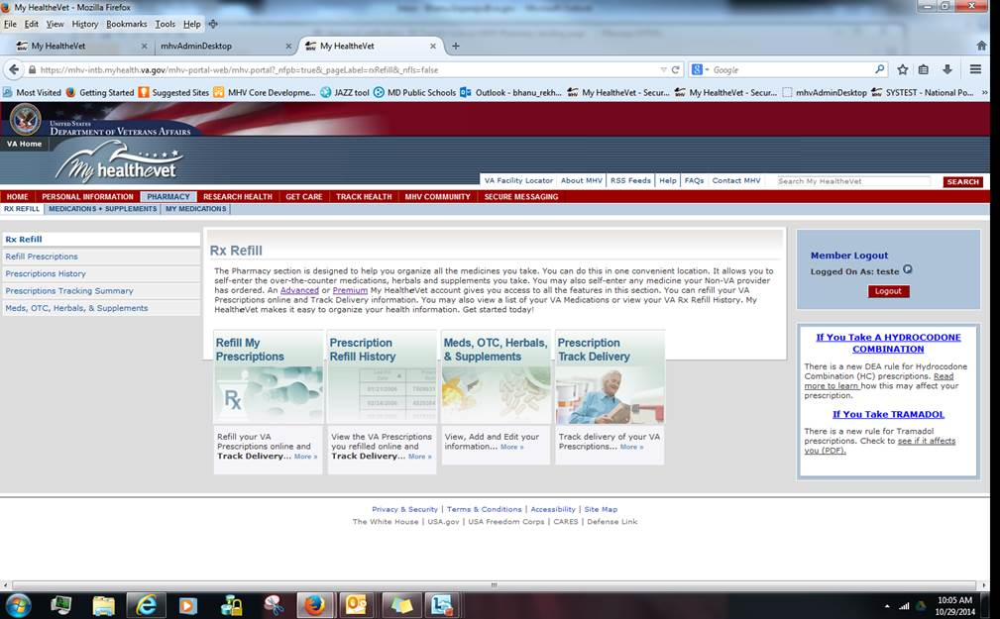 My HealtheVet - Mozilla Firefox
File Edit View History Bookmarks Tools Help
My HealtheVet
mhvAdminDesktop
My HealtheVet
https://mhv-intb.myhealth.va.gov/mhv-portal-web/mhv.portal?_nfpb=true&_pageLabel=rxRefill&_nfls=false
Google
Most Visited Getting Started Suggested Sites MHV Core Developme... JAZZ tool MD Public Schools Outlook - bhanu_rekh... My HealtheVet - Secur... My HealtheVet - Secur... mhvAdminDesktop SYSTEST - National Po...
United States
Department of Veterans Affairs
VA Home
My healthevet
VA Facility Locator About MHV RSS Feeds Help FAQs Contact MHV Search My HealtheVet SEARCH
HOME PERSONAL INFORMATION PHARMACY RESEARCH HEALTH GET CARE TRACK HEALTH MHV COMMUNITY SECURE MESSAGING
RX REFILL MEDICATIONS + SUPPLEMENTS MY MEDICATIONS
Rx Refill
Refill Prescriptions
Prescriptions History
Prescriptions Tracking Summary
Meds, OTC, Herbals, & Supplements
Rx Refill
The Pharmacy section is designed to help you organize all the medicines you take. You can do this in one convenient location. It allows you to
self-enter the over-the-counter medications, herbals and supplements you take. You may also self-enter any medicine your Non-VA provider
has ordered. An Advanced or Premium My HealtheVet account gives you access to all the features in this section. You can refill your VA
Prescriptions online and Track Delivery information. You may also view a list of your VA Medications or view your VA Rx Refill History. My
HealtheVet makes it easy to organize your health information. Get started today!
Refill My
Prescriptions
Rx
Refill your VA
Prescriptions online and
Track Delivery... More »
Prescription
Refill History
View the VA Prescriptions
you refilled online and
Track Delivery... More »
Meds, OTC, Herbals,
& Supplements
View, Add and Edit your
information... More »
Prescription
Track Delivery
Track delivery of your VA
Prescriptions... More »
Member Logout
Logged On As: teste P
Logout
If You Take A HYDROCODONE
COMBINATION
There is a new DEA rule for Hydrocodone
Combination (HC) prescriptions. Read
more to learn how this may affect your
prescription.
If You Take TRAMADOL
There is a new rule for Tramadol
prescriptions. Check to see if it affects
you (PDF).
Privacy & Security | Terms & Conditions | Accessibility | Site Map
The White House | USA.gov | USA Freedom Corps | CARES | Defense Link
10:05 AM
10/29/2014